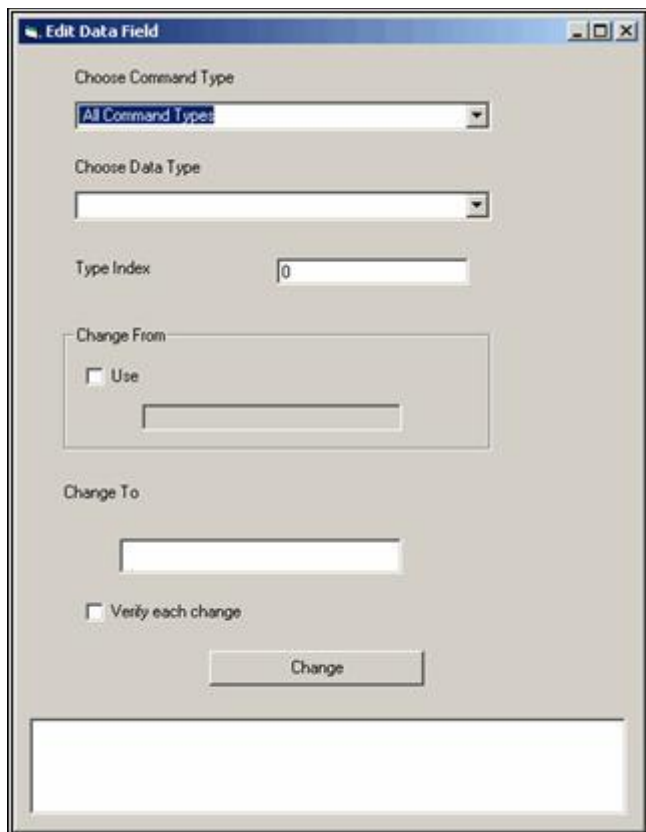 Edit Data Field
Choose Command Type
All Command Types
Choose Data Type
Type Index
0
Change From
Use
Change To
Verify each change
Change